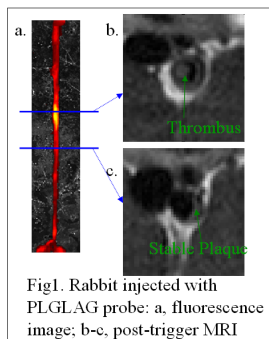 a.
b.
Thrombus
c.
Stable Plaque
Fig1. Rabbit injected with
PLGLAG probe: a, fluorescence
image; b-c, post-trigger MRI